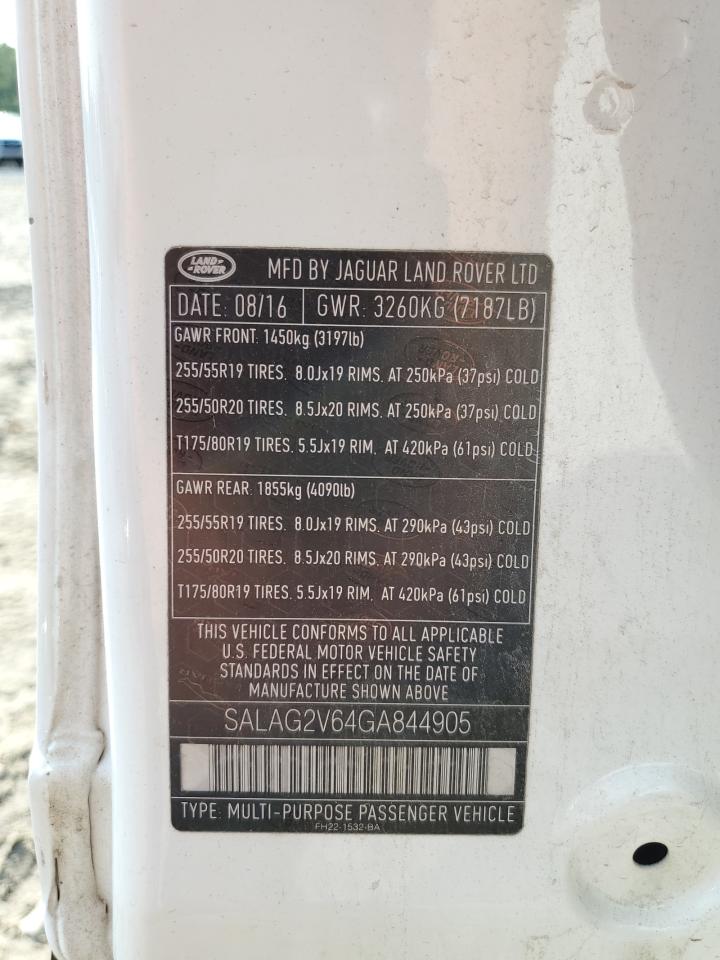 LAND ROVER
MFD BY JAGUAR LAND ROVER LTD
DATE: 08/16 GWR: 3260KG (7187LB)
GAWR FRONT: 1450kg (3197lb)
255/55R19 TIRES. 8.0Jx19 RIMS. AT 250kPa (37psi) COLD
255/50R20 TIRES. 8.5Jx20 RIMS. AT 250kPa (37psi) COLD
T175/80R19 TIRES. 5.5Jx19 RIM. AT 420kPa (61psi) COLD
GAWR REAR: 1855kg (4090lb)
255/55R19 TIRES. 8.0Jx19 RIMS. AT 290kPa (43psi) COLD
255/50R20 TIRES. 8.5Jx20 RIMS. AT 290kPa (43psi) COLD
T175/80R19 TIRES. 5.5Jx19 RIM. AT 420kPa (61psi) COLD
THIS VEHICLE CONFORMS TO ALL APPLICABLE
U.S. FEDERAL MOTOR VEHICLE SAFETY
STANDARDS IN EFFECT ON THE DATE OF
MANUFACTURE SHOWN ABOVE
SALAG2V64GA844905
TYPE: MULTI-PURPOSE PASSENGER VEHICLE
FH22-1532-BA